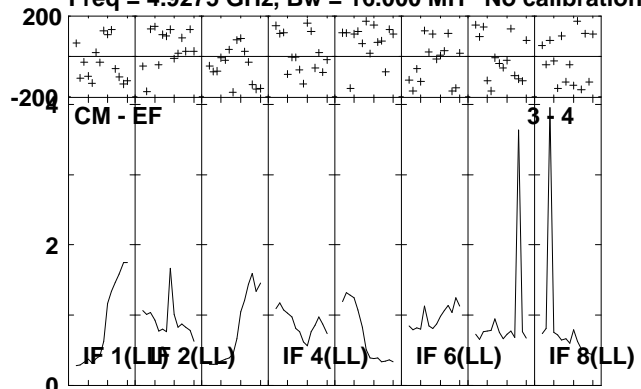 Freq = 4.9275 GHz, Bw = 16.000 MH No calibration
200
-200
4
CM - EF
3 - 4
2
IF 1(LL)
IF 2(LL)
IF 4(LL)
IF 6(LL)
IF 8(LL)
0